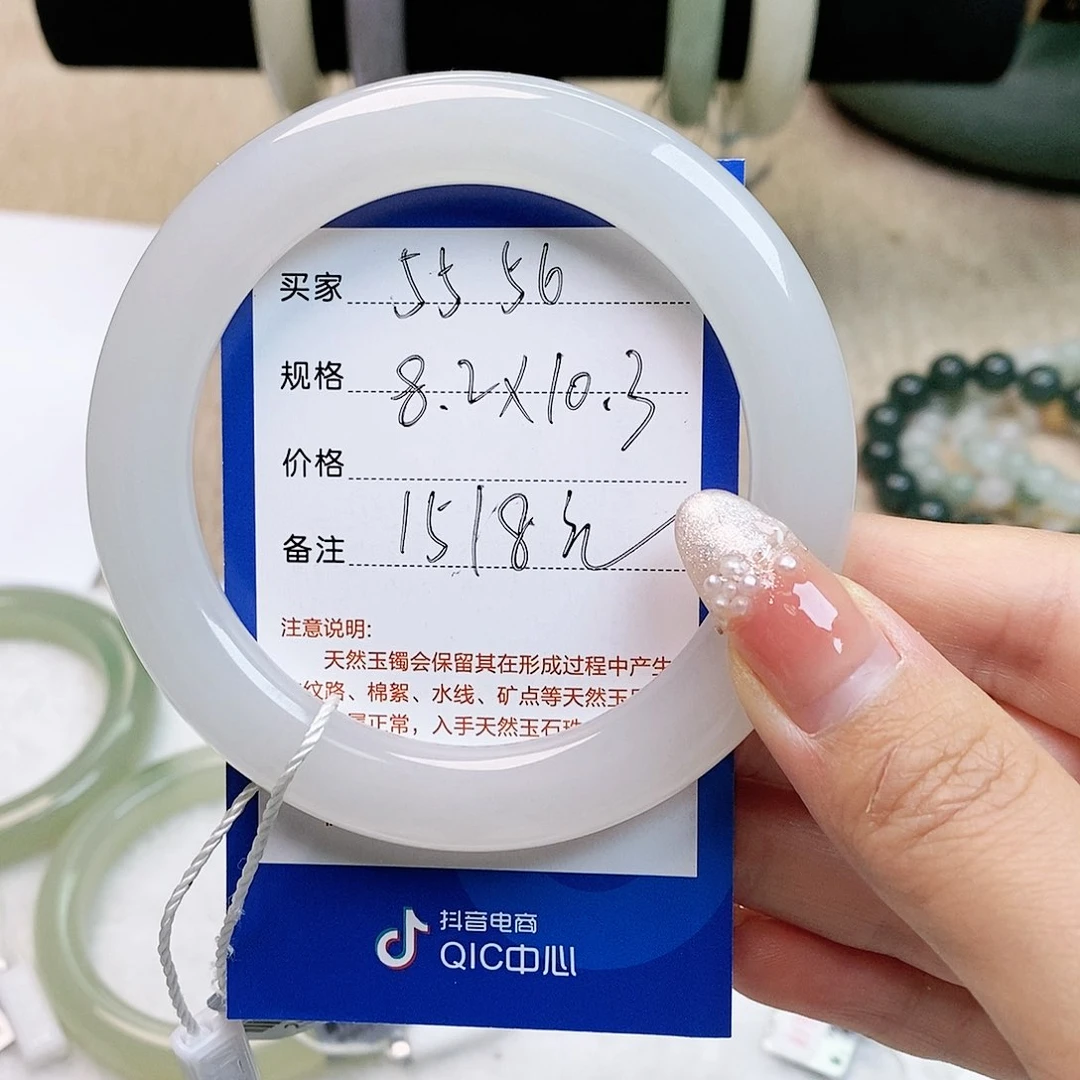 买家 55 56
规格 8.2X10.3
价格
备注 1518元
注意说明:
天然玉镯会保留其在形成过程中产生
纹路、棉絮、水线、矿点等天然玉
正常，入手天然玉石
抖音电商
QIC中心